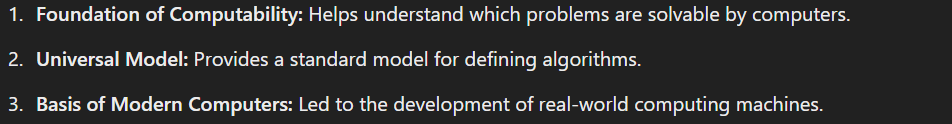 1. Foundation of Computability: Helps understand which problems are solvable by computers.
2. Universal Model: Provides a standard model for defining algorithms.
3. Basis of Modern Computers: Led to the development of real-world computing machines.